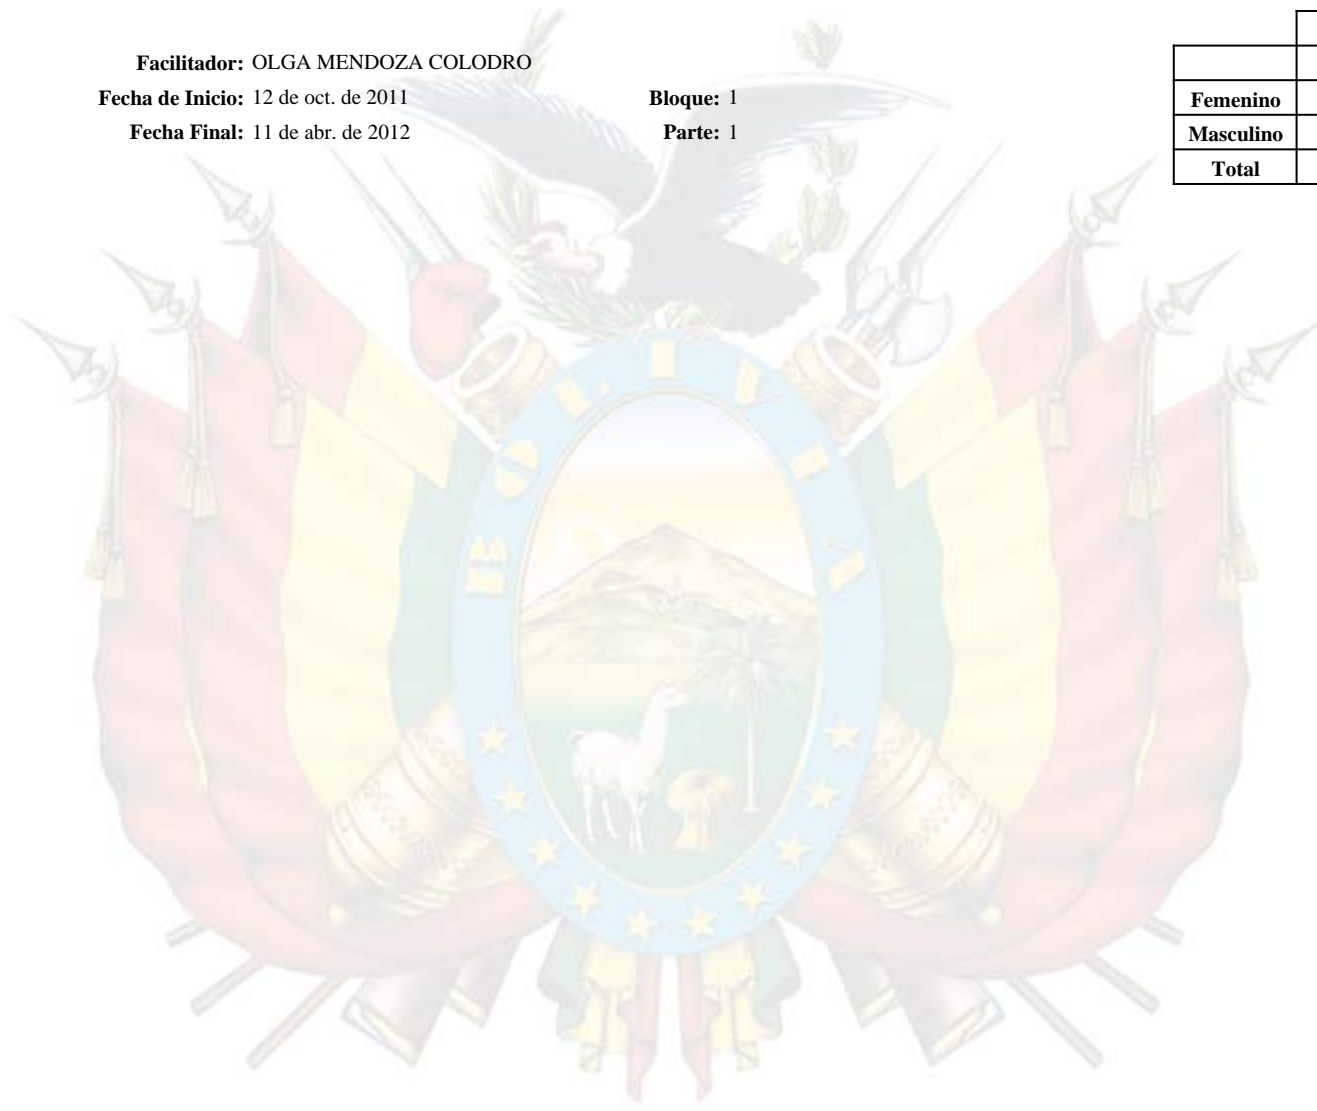 Facilitador: OLGA MENDOZA COLODRO
Fecha de Inicio: 12 de oct. de 2011 Bloque: 1
Fecha Final: 11 de abr. de 2012 Parte: 1
Femenino
Masculino
Total
BOLIVIA